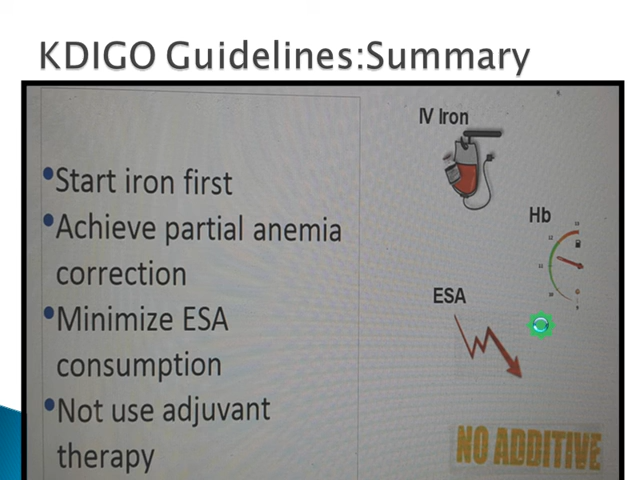 KDIGO Guidelines:Summary
•Start iron first
•Achieve partial anemia
correction
•Minimize ESA
consumption
•Not use adjuvant
therapy
IV Iron
Hb
ESA
NO ADDITIVE